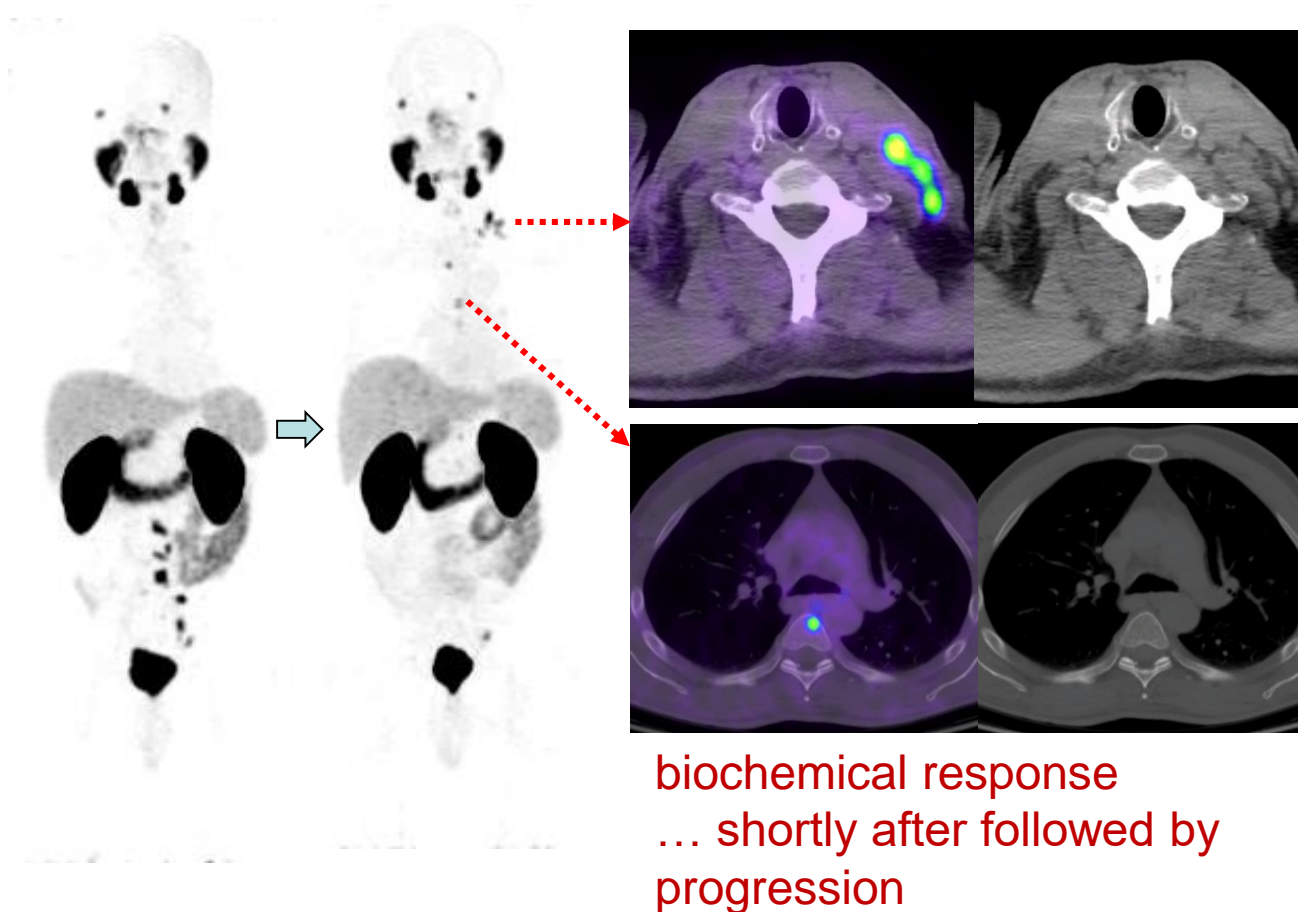 biochemical response
… shortly after followed by
progression